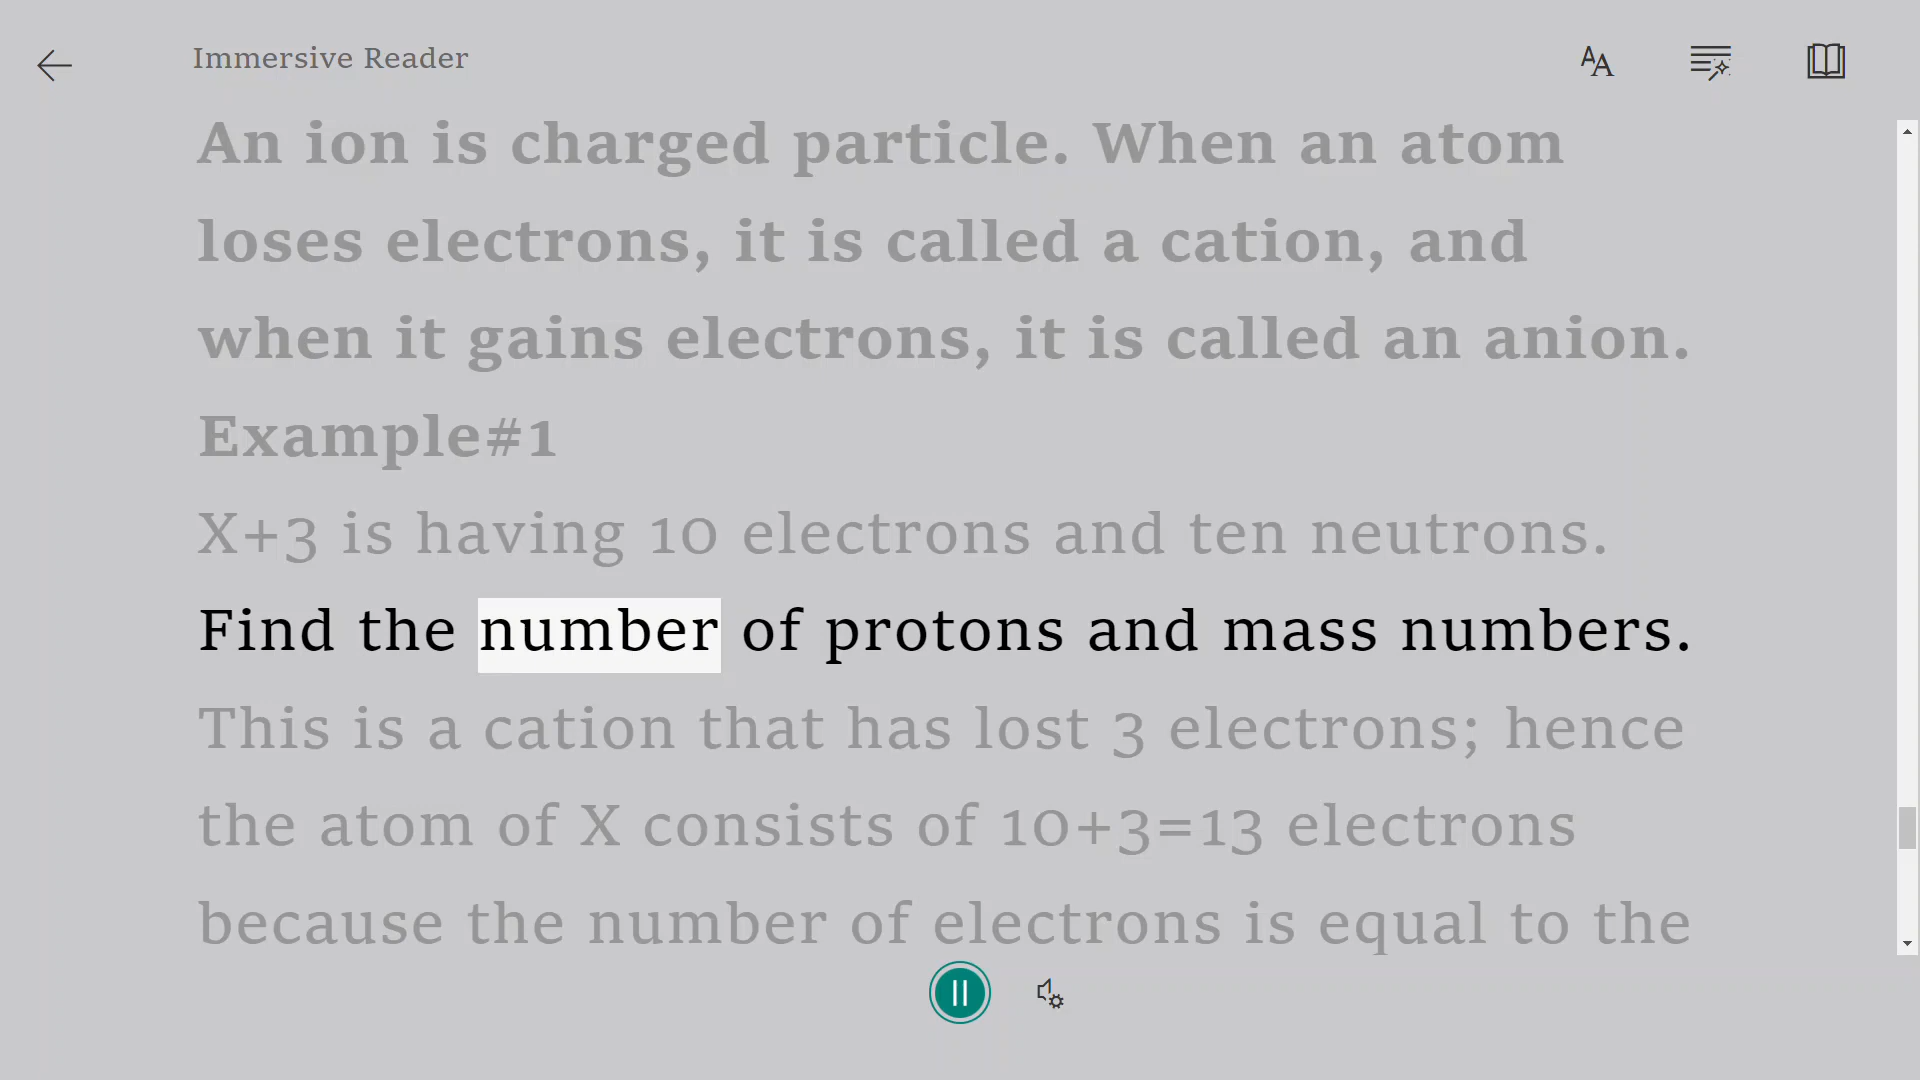 Immersive Reader
An ion is charged particle. When an atom
loses electrons, it is called a cation, and
when it gains electrons, it is called an anion.
Example#1
X+3 is having 10 electrons and ten neutrons.
Find the number of protons and mass numbers.
This is a cation that has lost 3 electrons; hence
the atom of X consists of 10+3=13 electrons
because the number of electrons is equal to the